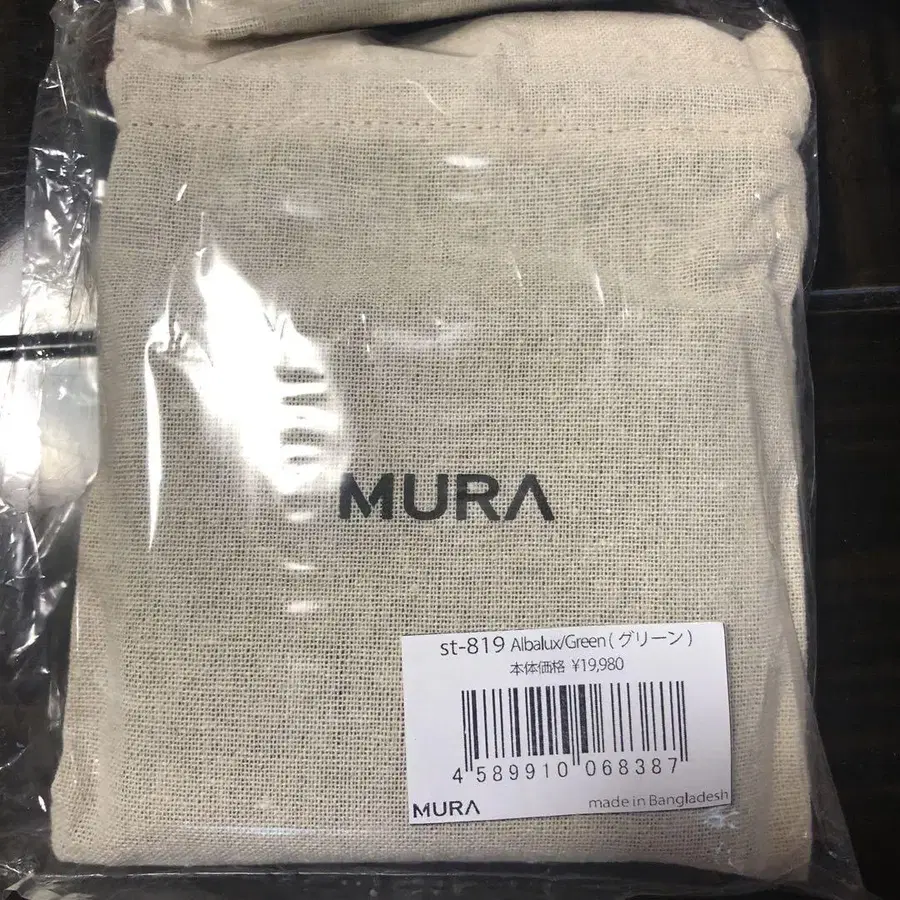 MURA
st-819 Albalux/Green ( グリーン )
本体価格 ¥19,980
4 589910 068387
MURA made in Bangladesh